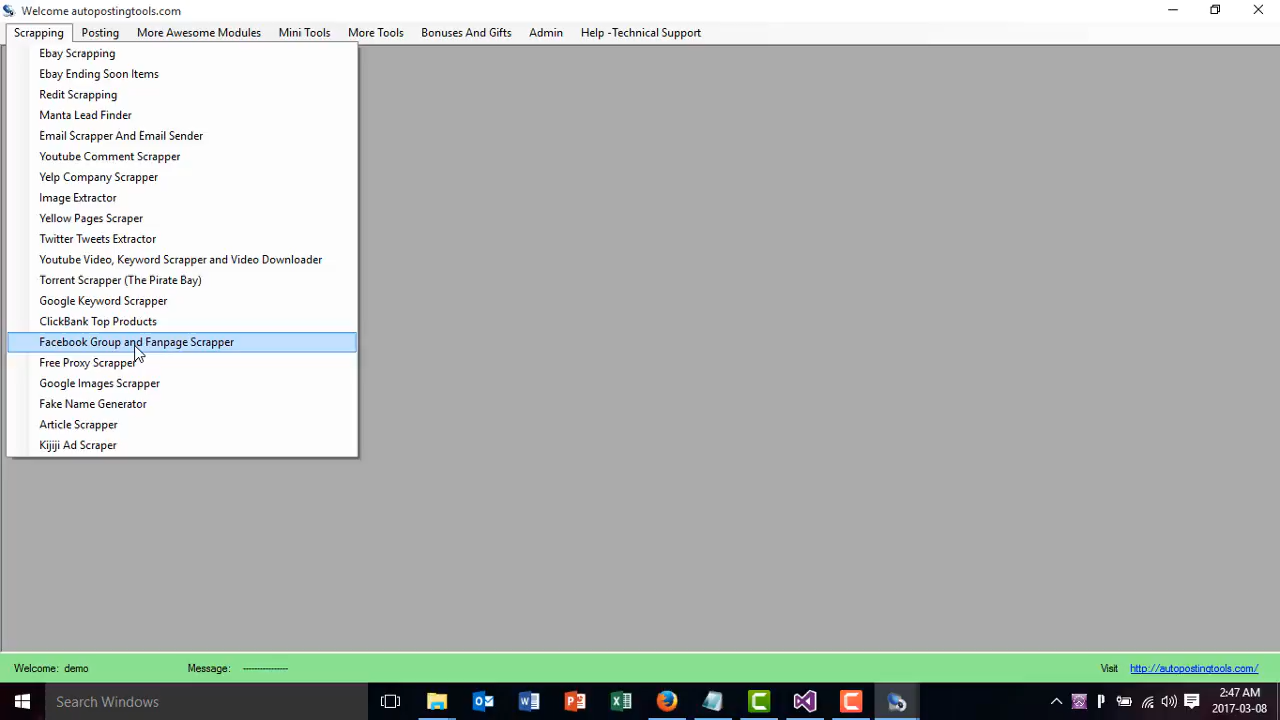 Welcome autopostingtools.com
Scrapping Posting More Awesome Modules Mini Tools More Tools Bonuses And Gifts Admin Help -Technical Support
Ebay Scrapping
Ebay Ending Soon Items
Redit Scrapping
Manta Lead Finder
Email Scrapper And Email Sender
Youtube Comment Scrapper
Yelp Company Scrapper
Image Extractor
Yellow Pages Scraper
Twitter Tweets Extractor
Youtube Video, Keyword Scrapper and Video Downloader
Torrent Scrapper (The Pirate Bay)
Google Keyword Scrapper
ClickBank Top Products
Facebook Group and Fanpage Scrapper
Free Proxy Scrapper
Google Images Scrapper
Fake Name Generator
Article Scrapper
Kijiji Ad Scraper
Welcome: demo Message: --------------- Visit http://autopostingtools.com/
Search Windows 2:47 AM
2017-03-08